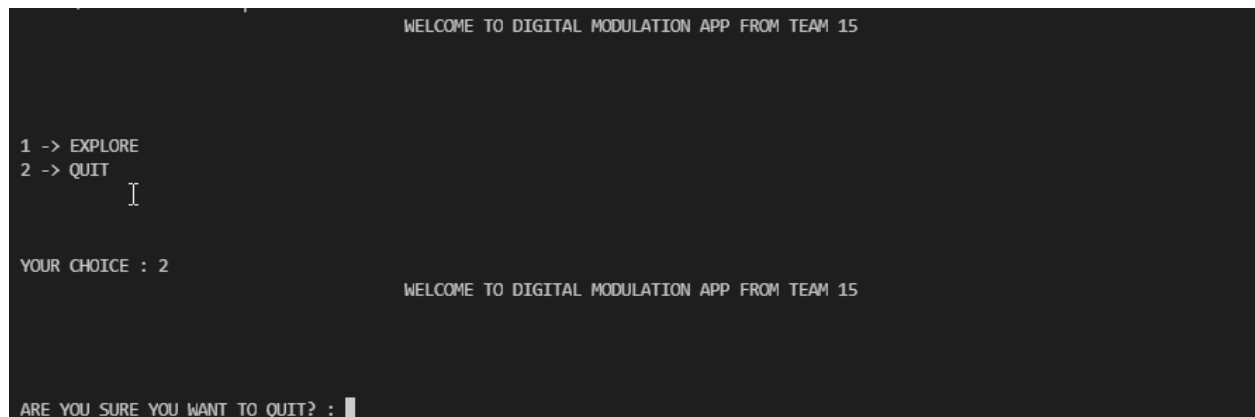 WELCOME TO DIGITAL MODULATION APP FROM TEAM 15
1 -> EXPLORE
2 -> QUIT
YOUR CHOICE : 2
WELCOME TO DIGITAL MODULATION APP FROM TEAM 15
ARE YOU SURE YOU WANT TO QUIT? :